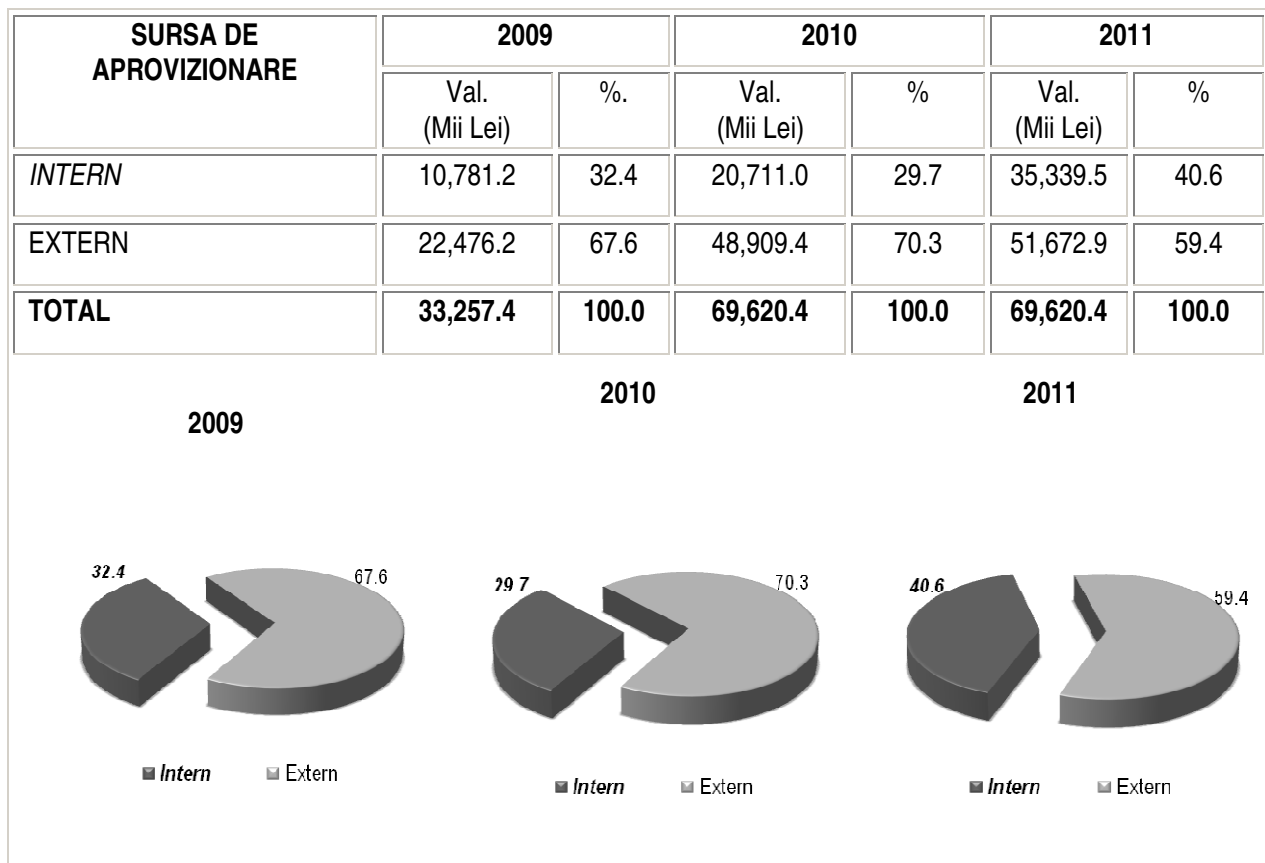 SURSA DE APROVIZIONARE 2009 2010 2011
Val. (Mii Lei) %. Val. (Mii Lei) % Val. (Mii Lei) %
INTERN 10,781.2 32.4 20,711.0 29.7 35,339.5 40.6
EXTERN 22,476.2 67.6 48,909.4 70.3 51,672.9 59.4
TOTAL 33,257.4 100.0 69,620.4 100.0 69,620.4 100.0
2009
32.4 67.6
Intern Extern
2010
29.7 70.3
Intern Extern
2011
40.6 59.4
Intern Extern